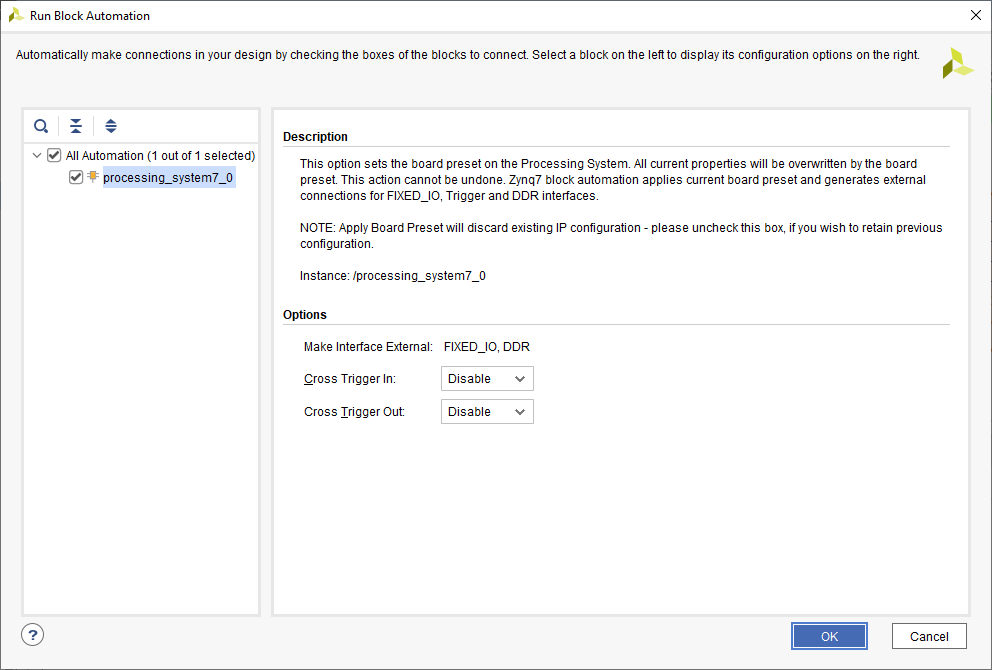 Run Block Automation
Automatically make connections in your design by checking the boxes of the blocks to connect. Select a block on the left to display its configuration options on the right.
All Automation (1 out of 1 selected)
processing_system7_0
Description
This option sets the board preset on the Processing System. All current properties will be overwritten by the board
preset. This action cannot be undone. Zynq7 block automation applies current board preset and generates external
connections for FIXED_IO, Trigger and DDR interfaces.
NOTE: Apply Board Preset will discard existing IP configuration - please uncheck this box, if you wish to retain previous
configuration.
Instance: /processing_system7_0
Options
Make Interface External: FIXED_IO, DDR
Cross Trigger In: Disable
Cross Trigger Out: Disable
?
OK
Cancel